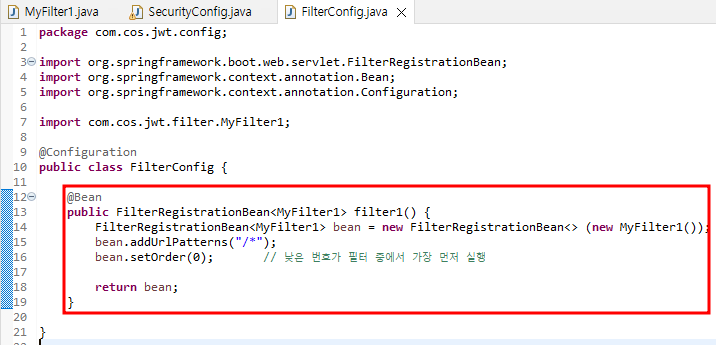 MyFilter1.java SecurityConfig.java FilterConfig.java
1 package com.cos.jwt.config;
2
3 import org.springframework.boot.web.servlet.FilterRegistrationBean;
4 import org.springframework.context.annotation.Bean;
5 import org.springframework.context.annotation.Configuration;
6
7 import com.cos.jwt.filter.MyFilter1;
8
9 @Configuration
10 public class FilterConfig {
11
12 @Bean
13 public FilterRegistrationBean<MyFilter1> filter1() {
14 FilterRegistrationBean<MyFilter1> bean = new FilterRegistrationBean<> (new MyFilter1());
15 bean.addUrlPatterns("/*");
16 bean.setOrder(0); // 낮은 번호가 필터 중에서 가장 먼저 실행
17
18 return bean;
19 }
20
21 }
22